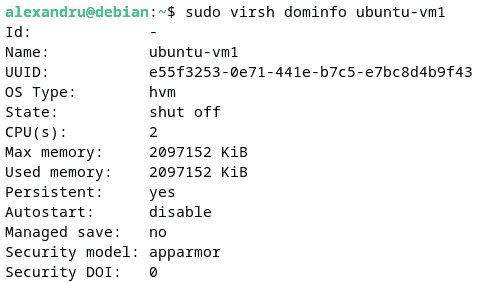 alexandru@debian:~$ sudo virsh dominfo ubuntu-vm1
Id:             -
Name:           ubuntu-vm1
UUID:           e55f3253-0e71-441e-b7c5-e7bc8d4b9f43
OS Type:        hvm
State:          shut off
CPU(s):         2
Max memory:     2097152 KiB
Used memory:    2097152 KiB
Persistent:     yes
Autostart:      disable
Managed save:   no
Security model: apparmor
Security DOI:   0